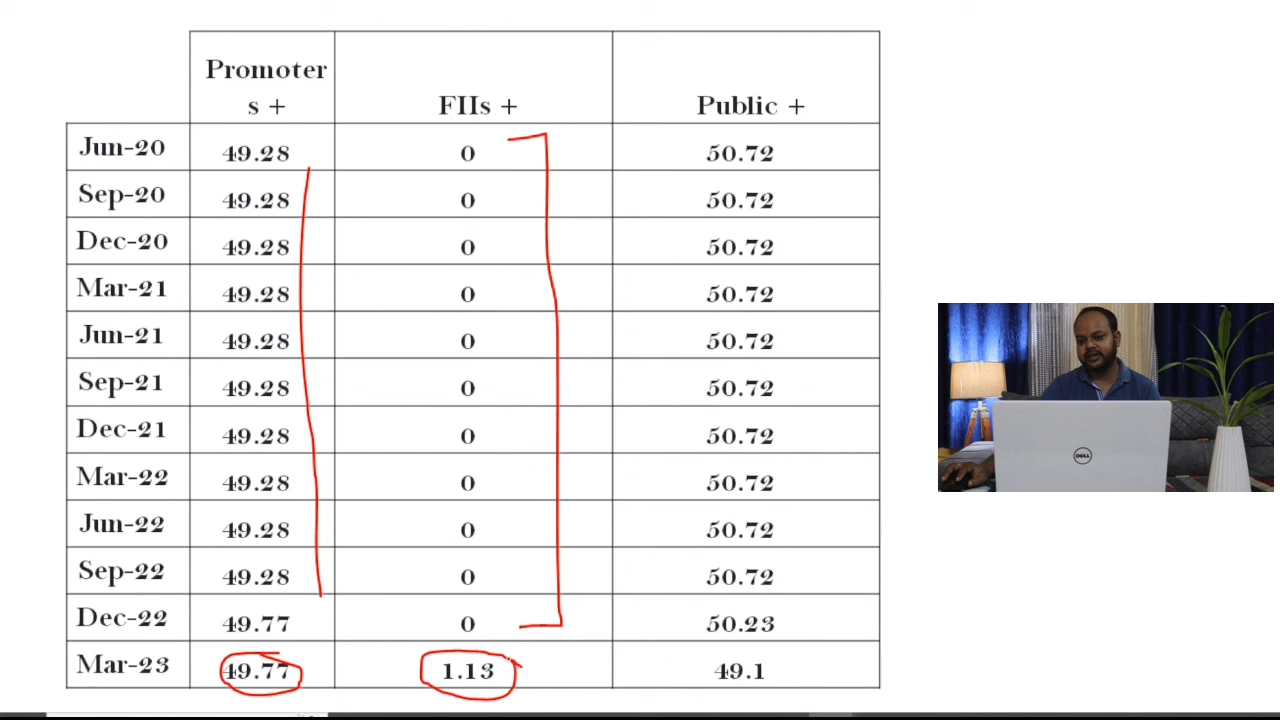 Promoter
s + FIIs + Public +
Jun-20 49.28 0 50.72
Sep-20 49.28 0 50.72
Dec-20 49.28 0 50.72
Mar-21 49.28 0 50.72
Jun-21 49.28 0 50.72
Sep-21 49.28 0 50.72
Dec-21 49.28 0 50.72
Mar-22 49.28 0 50.72
Jun-22 49.28 0 50.72
Sep-22 49.28 0 50.72
Dec-22 49.77 0 50.23
Mar-23 49.77 1.13 49.1
DELL